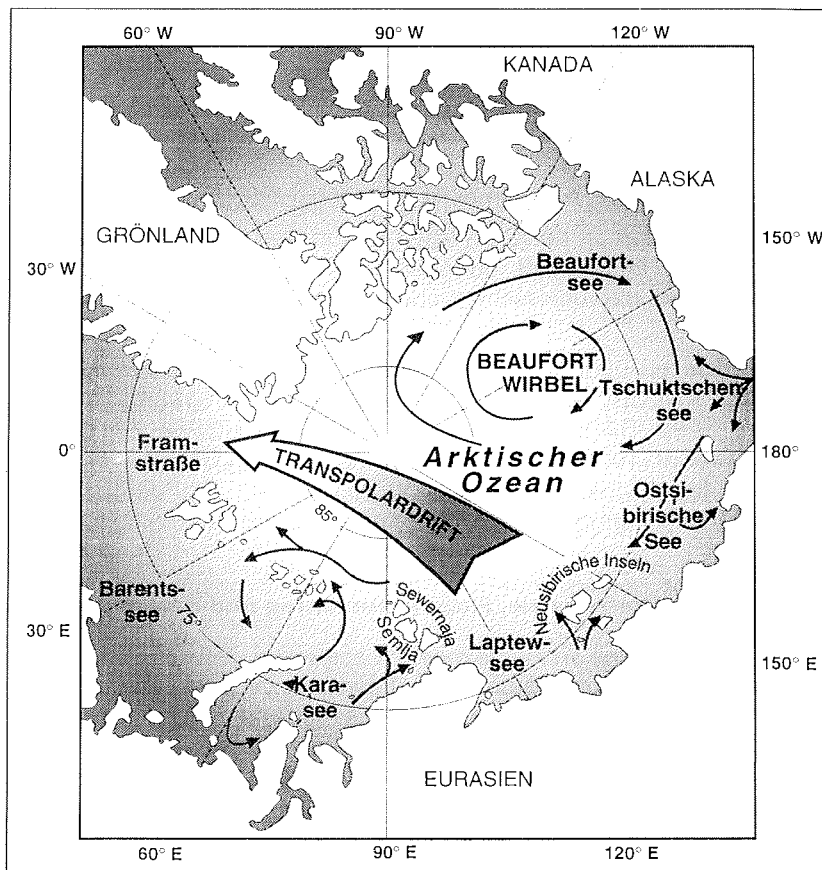 60° W
90° W
120° W
KANADA
ALASKA
GRÖNLAND
150° W
30° W
Beaufort-
see
BEAUFORT
WIRBEL
Tschuktschen
see
Fram-
straße
0°
180°
TRANSPOLARDRIFT
Arktischer
Ozean
Ostsi-
birische
See
85°
Neusibirische Inseln
Barents-
see
75°
Sewernaja
Semlja
Laptew-
see
30° E
150° E
Kara-
see
EURASIEN
60° E
90° E
120° E